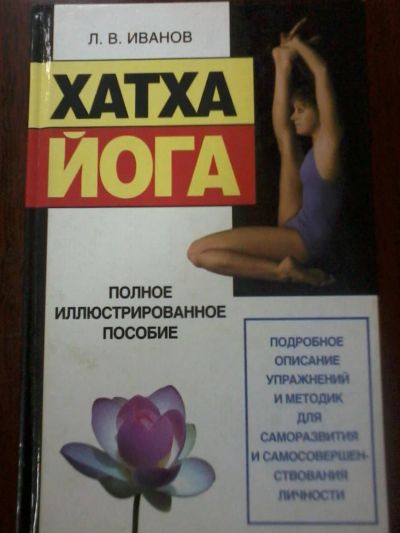 Л. В. ИВАНОВ
ХАТХА
ЙОГА
ПОЛНОЕ
ИЛЛЮСТРИРОВАННОЕ
ПОСОБИЕ
ПОДРОБНОЕ
ОПИСАНИЕ
УПРАЖНЕНИЙ
И МЕТОДИК
ДЛЯ
САМОРАЗВИТИЯ
И САМОСОВЕРШЕН-
СТВОВАНИЯ
ЛИЧНОСТИ